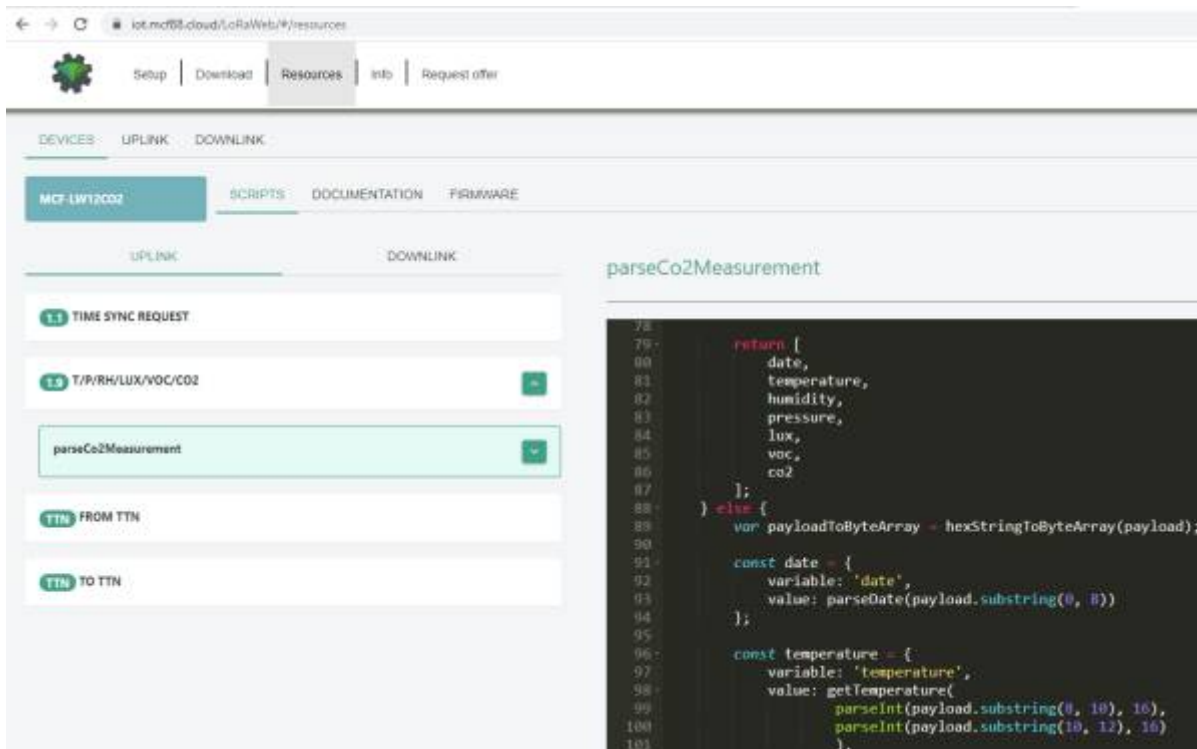 iot.mcf88.cloud/LoRaWeb/#/resources
Setup
Download
Resources
Info
Request offer
DEVICES
UPLINK
DOWNLINK
MCF-LW12CO2
SCRIPTS
DOCUMENTATION
FIRMWARE
UPLINK
DOWNLINK
1.1 TIME SYNC REQUEST
1.9 T/P/RH/LUX/VOC/CO2
parseCo2Measurement
TTN FROM TTN
TTN TO TTN
parseCo2Measurement
78
79 return [
80 date,
81 temperature,
82 humidity,
83 pressure,
84 lux,
85 voc,
86 co2
87 ];
88 } else {
89 var payloadToByteArray = hexStringToByteArray(payload);
90
91 const date = {
92 variable: 'date',
93 value: parseDate(payload.substring(0, 8))
94 };
95
96 const temperature = {
97 variable: 'temperature',
98 value: getTemperature(
99 parseInt(payload.substring(8, 10), 16),
100 parseInt(payload.substring(10, 12), 16)
101 ),